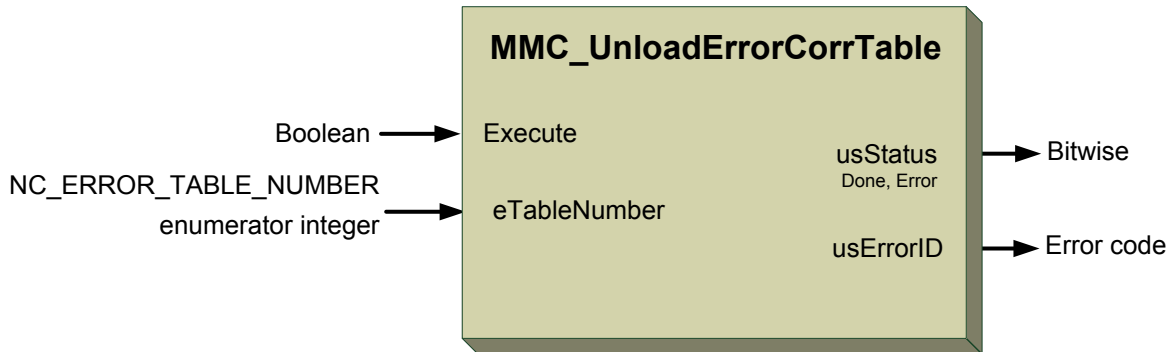 MMC_UnloadErrorCorrTable
Boolean
Execute
NC_ERROR_TABLE_NUMBER
enumerator integer
eTableNumber
usStatus
Done, Error
Bitwise
usErrorID
Error code